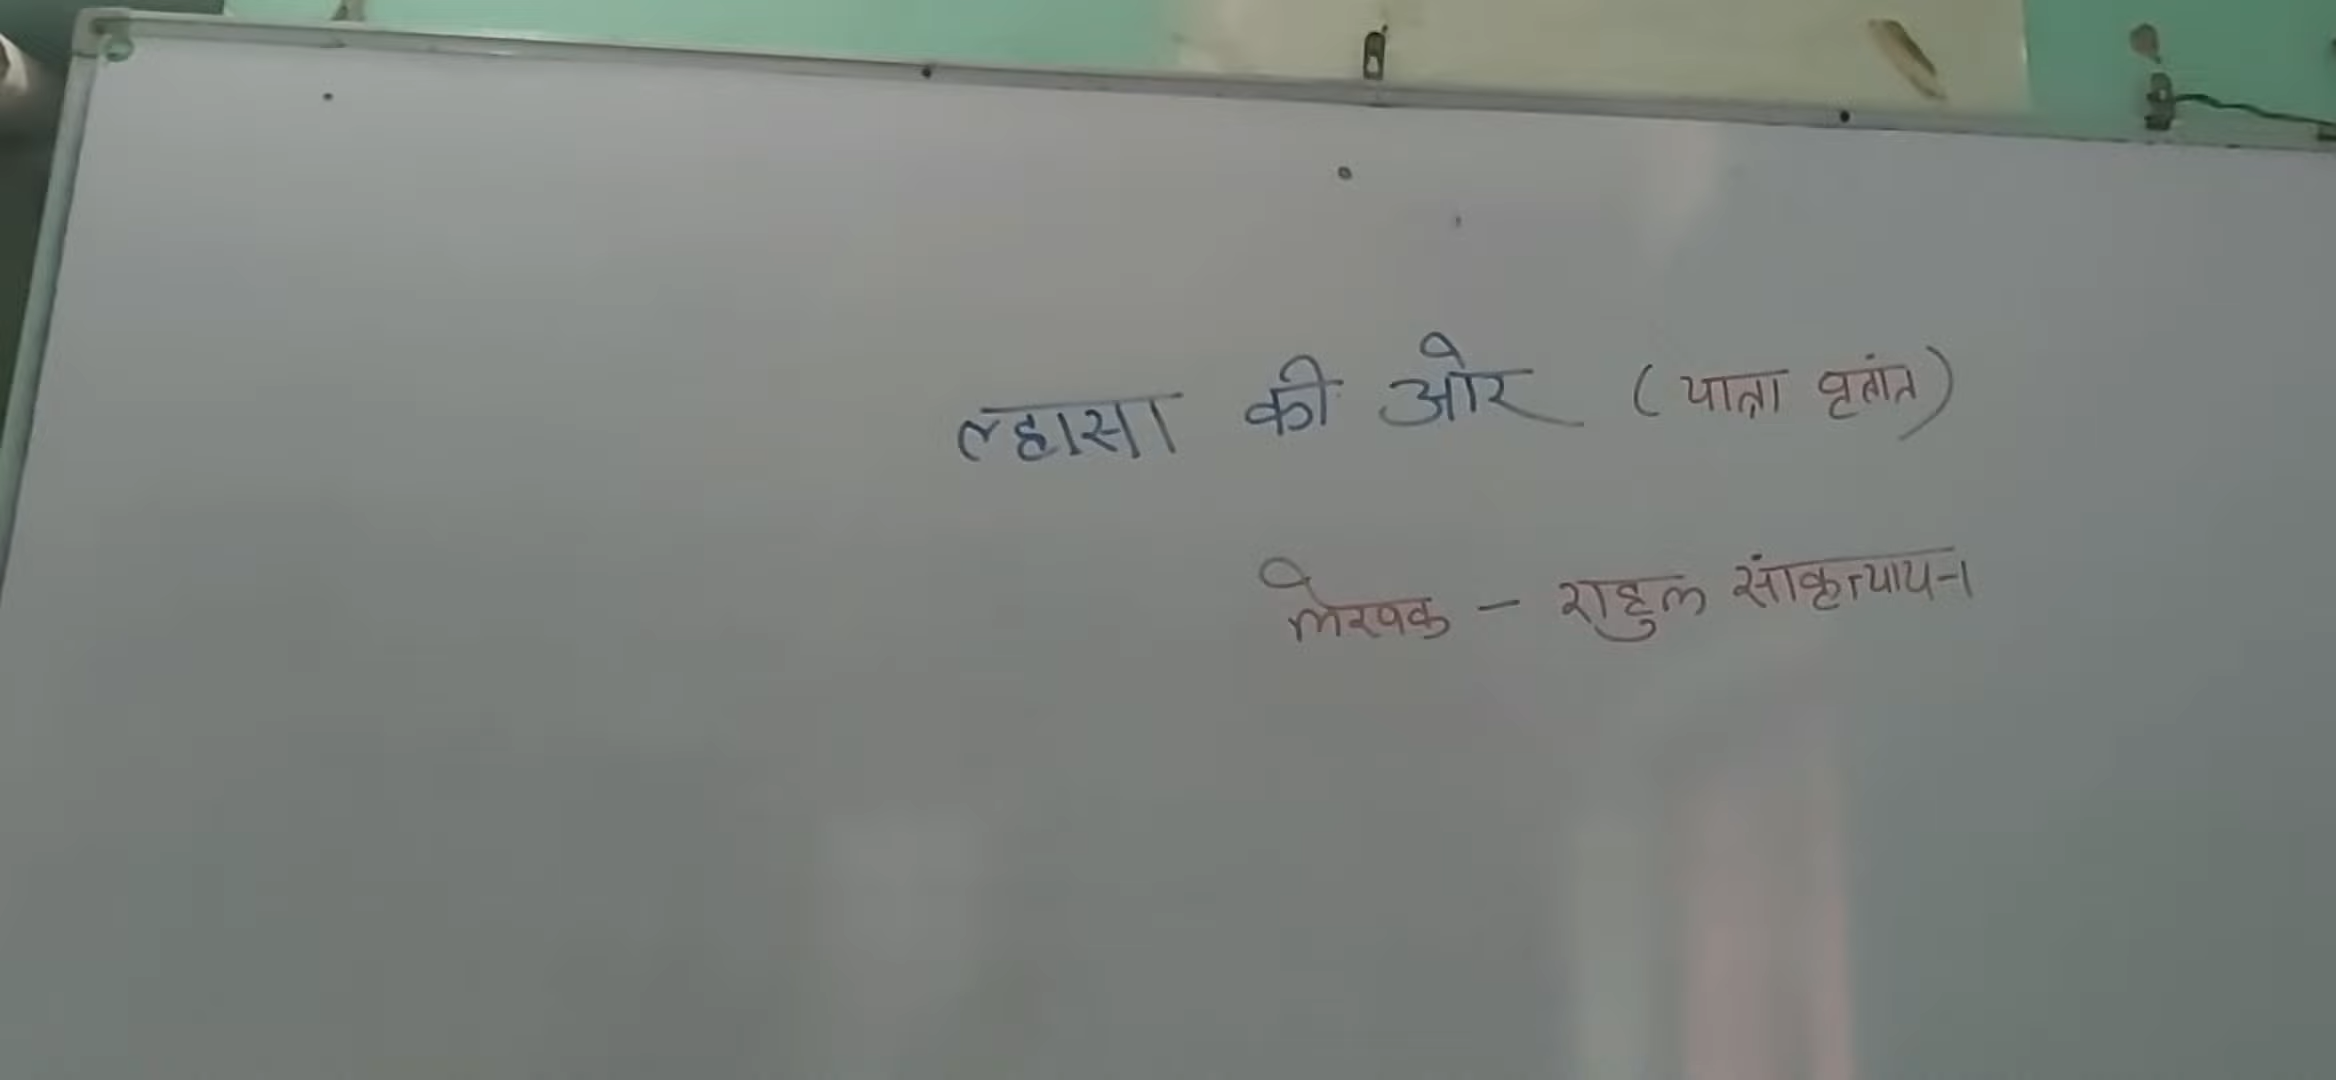 ल्हासा की ओर (यात्रा वृतांत)
लेखक - राहुल सांकृत्यायन